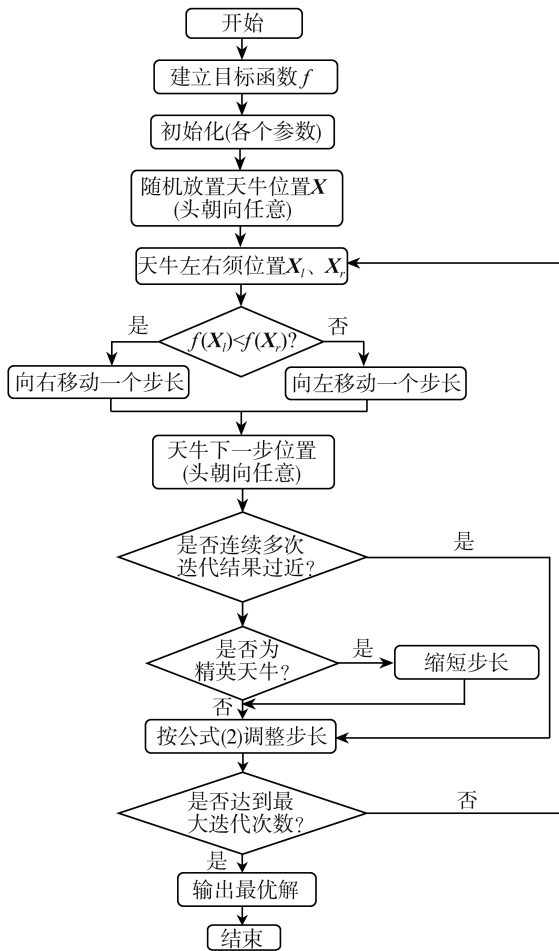 开始
建立目标函数f
初始化(各个参数)
随机放置天牛位置X
(头朝向任意)
天牛左右须位置Xl、Xr
是
f(Xl)<f(Xr)?
否
向右移动一个步长
向左移动一个步长
天牛下一步位置
(头朝向任意)
是否连续多次
迭代结果过近?
是
是否为
精英天牛?
是
缩短步长
否
按公式(2)调整步长
是否达到最
大迭代次数?
否
是
输出最优解
结束